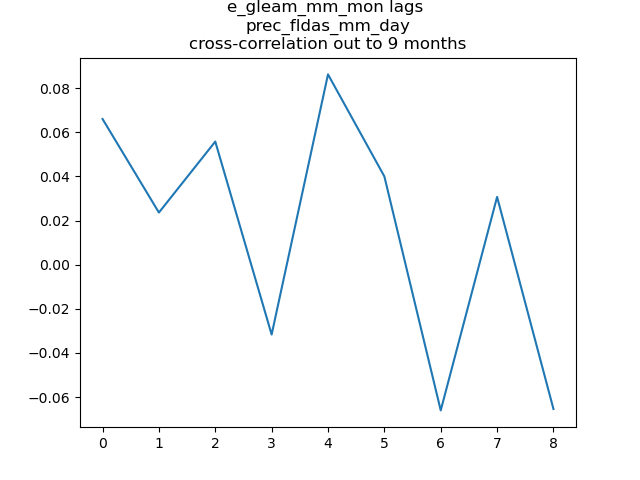 e_gleam_mm_mon lags
prec_fldas_mm_day
cross-correlation out to 9 months
0.08
0.06
0.04
0.02
0.00
−0.02
−0.04
−0.06
0 1 2 3 4 5 6 7 8